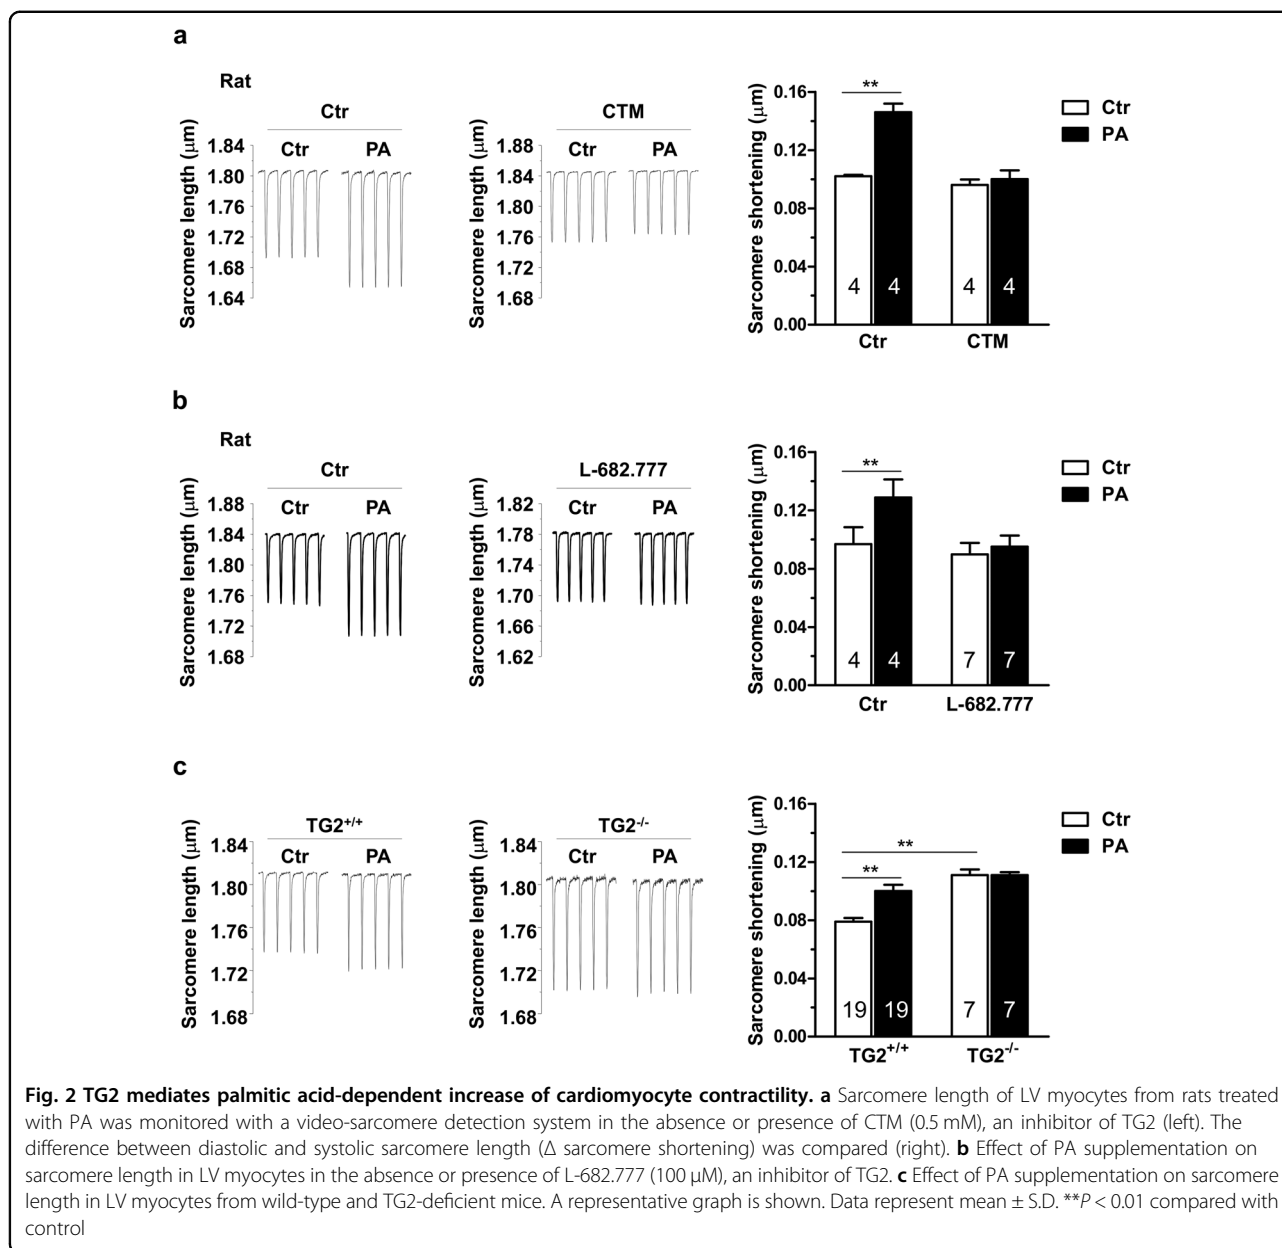 a
Rat
Ctr
Ctr PA
Sarcomere length (μm)
1.84
1.80
1.76
1.72
1.68
1.64
CTM
Ctr PA
Sarcomere length (μm)
1.88
1.84
1.80
1.76
1.72
1.68
Sarcomere shortening (μm)
0.16
0.12
0.08
0.04
0.00
**
4 4 4 4
Ctr CTM
Ctr
PA
b
Rat
Ctr
Ctr PA
Sarcomere length (μm)
1.88
1.84
1.80
1.76
1.72
1.68
L-682.777
Ctr PA
Sarcomere length (μm)
1.82
1.78
1.74
1.70
1.66
1.62
Sarcomere shortening (μm)
0.16
0.12
0.08
0.04
0.00
**
4 4 7 7
Ctr L-682.777
Ctr
PA
c
TG2+/+
Ctr PA
Sarcomere length (μm)
1.84
1.80
1.76
1.72
1.68
TG2-/-
Ctr PA
Sarcomere length (μm)
1.84
1.80
1.76
1.72
1.68
Sarcomere shortening (μm)
0.16
0.12
0.08
0.04
0.00
**
**
19 19 7 7
TG2+/+ TG2-/-
Ctr
PA
Fig. 2 TG2 mediates palmitic acid-dependent increase of cardiomyocyte contractility. a Sarcomere length of LV myocytes from rats treated
with PA was monitored with a video-sarcomere detection system in the absence or presence of CTM (0.5 mM), an inhibitor of TG2 (left). The
difference between diastolic and systolic sarcomere length (Δ sarcomere shortening) was compared (right). b Effect of PA supplementation on
sarcomere length in LV myocytes in the absence or presence of L-682.777 (100 μM), an inhibitor of TG2. c Effect of PA supplementation on sarcomere
length in LV myocytes from wild-type and TG2-deficient mice. A representative graph is shown. Data represent mean ± S.D. **P < 0.01 compared with
control